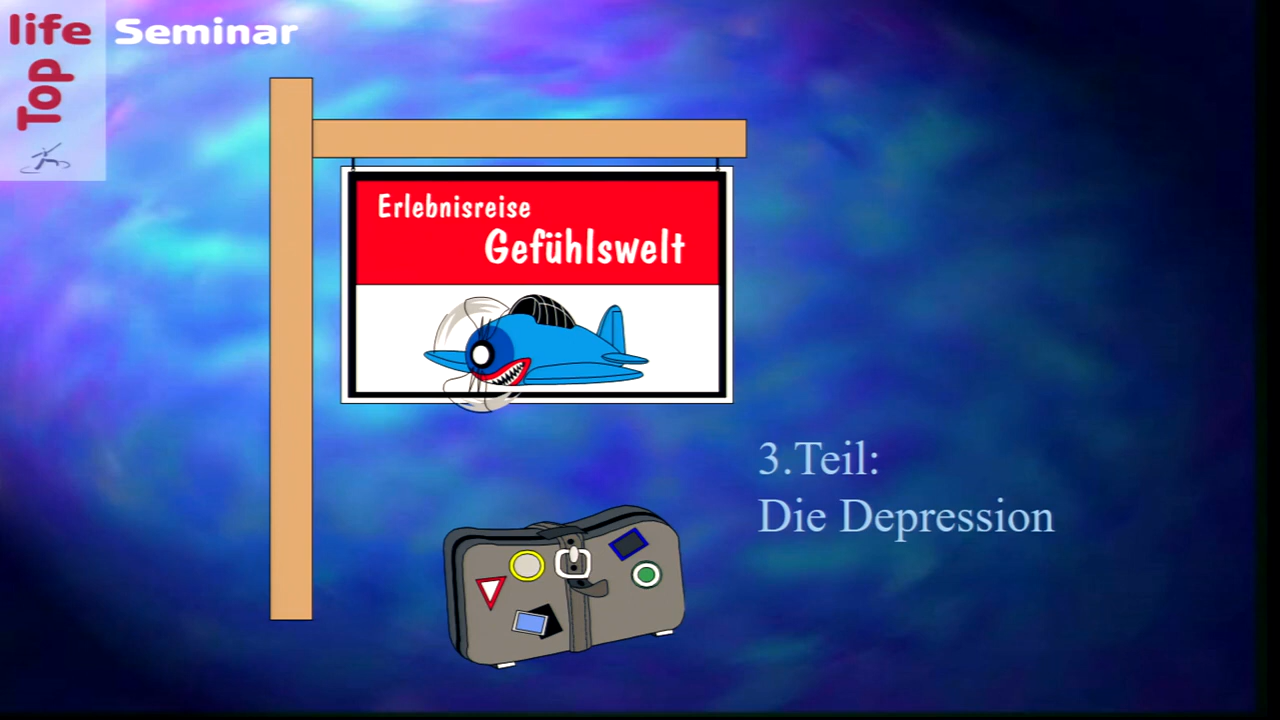 life Seminar
Top
Erlebnisreise
Gefühlswelt
3.Teil:
Die Depression